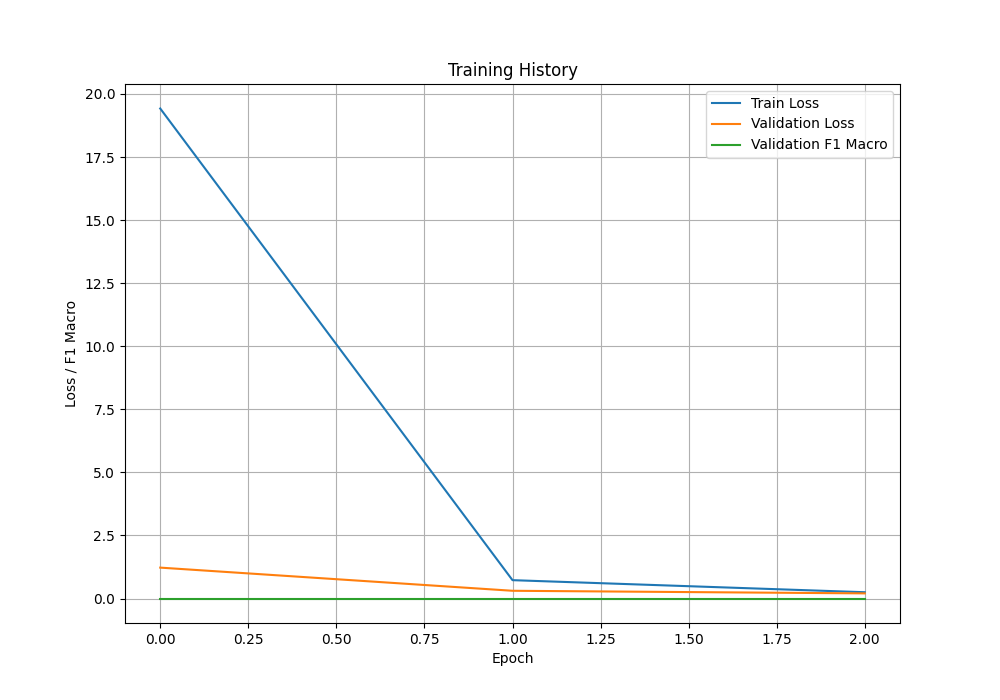 Training History
Train Loss
Validation Loss
Validation F1 Macro
Loss / F1 Macro
20.0
17.5
15.0
12.5
10.0
7.5
5.0
2.5
0.0
0.00 0.25 0.50 0.75 1.00 1.25 1.50 1.75 2.00
Epoch